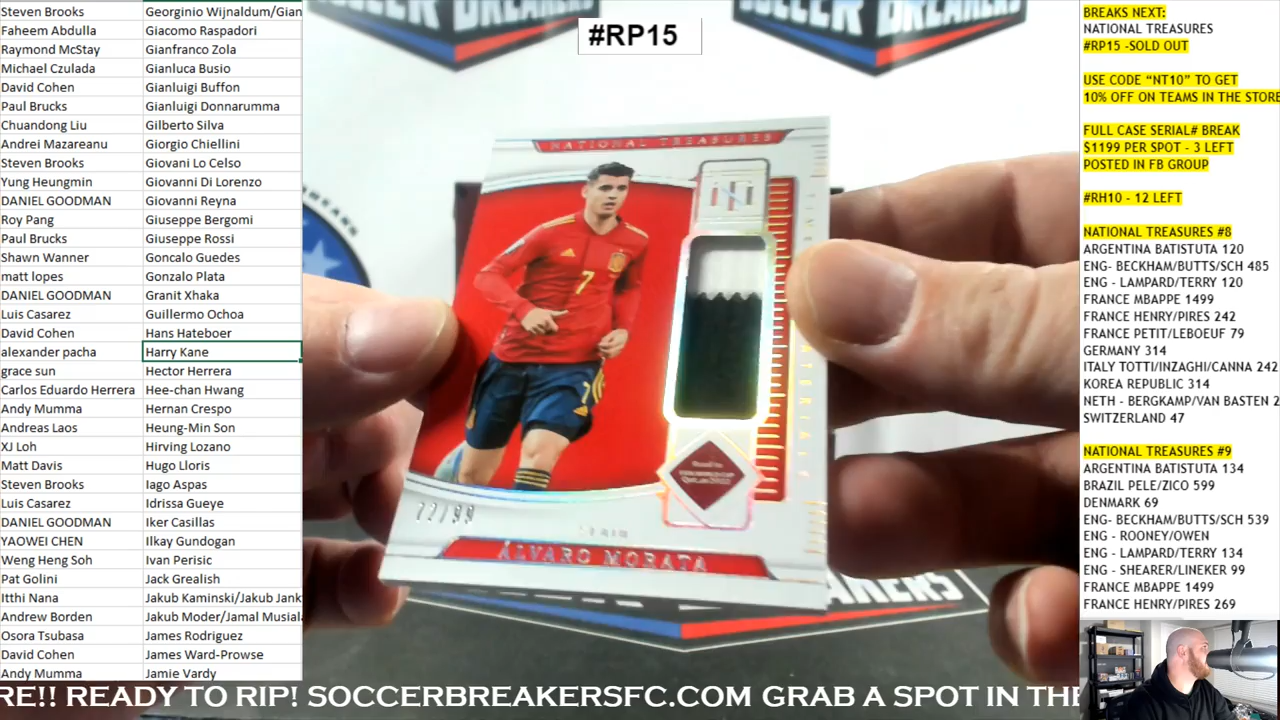 Steven Brooks Georginio Wijnaldum/Gian
Faheem Abdulla Giacomo Raspadori
Raymond McStay Gianfranco Zola
Michael Czulada Gianluca Busio
David Cohen Gianluigi Buffon
Paul Brucks Gianluigi Donnarumma
Chuandong Liu Gilberto Silva
Andrei Mazareanu Giorgio Chiellini
Steven Brooks Giovani Lo Celso
Yung Heungmin Giovanni Di Lorenzo
DANIEL GOODMAN Giovanni Reyna
Roy Pang Giuseppe Bergomi
Paul Brucks Giuseppe Rossi
Shawn Wanner Goncalo Guedes
matt lopes Gonzalo Plata
DANIEL GOODMAN Granit Xhaka
Luis Casarez Guillermo Ochoa
David Cohen Hans Hateboer
alexander pacha Harry Kane
grace sun Hector Herrera
Carlos Eduardo Herrera Hee-chan Hwang
Andy Mumma Hernan Crespo
Andreas Laos Heung-Min Son
XJ Loh Hirving Lozano
Matt Davis Hugo Lloris
Steven Brooks Iago Aspas
Luis Casarez Idrissa Gueye
DANIEL GOODMAN Iker Casillas
YAOWEI CHEN Ilkay Gundogan
Weng Heng Soh Ivan Perisic
Pat Golini Jack Grealish
Itthi Nana Jakub Kaminski/Jakub Jank
Andrew Borden Jakub Moder/Jamal Musial
Osora Tsubasa James Rodriguez
David Cohen James Ward-Prowse
Andy Mumma Jamie Vardy
#RP15
BREAKERS
NATIONAL TREASURES
7
77/99
SPAIN
ÁLVARO MORATA
BREAKERS NEXT:
BREAKS NEXT:
NATIONAL TREASURES
#RP15 -SOLD OUT
USE CODE “NT10” TO GET
10% OFF ON TEAMS IN THE STORE
FULL CASE SERIAL# BREAK
$1199 PER SPOT - 3 LEFT
POSTED IN FB GROUP
#RH10 - 12 LEFT
NATIONAL TREASURES #8
ARGENTINA BATISTUTA 120
ENG- BECKHAM/BUTTS/SCH 485
ENG - LAMPARD/TERRY 120
FRANCE MBAPPE 1499
FRANCE HENRY/PIRES 242
FRANCE PETIT/LEBOEUF 79
GERMANY 314
ITALY TOTTI/INZAGHI/CANNA 242
KOREA REPUBLIC 314
NETH - BERGKAMP/VAN BASTEN 2
SWITZERLAND 47
NATIONAL TREASURES #9
ARGENTINA BATISTUTA 134
BRAZIL PELE/ZICO 599
DENMARK 69
ENG- BECKHAM/BUTTS/SCH 539
ENG - ROONEY/OWEN
ENG - LAMPARD/TERRY 134
ENG - SHEARER/LINEKER 99
FRANCE MBAPPE 1499
FRANCE HENRY/PIRES 269
RE!! READY TO RIP! SOCCERBREAKERSFC.COM GRAB A SPOT IN THE